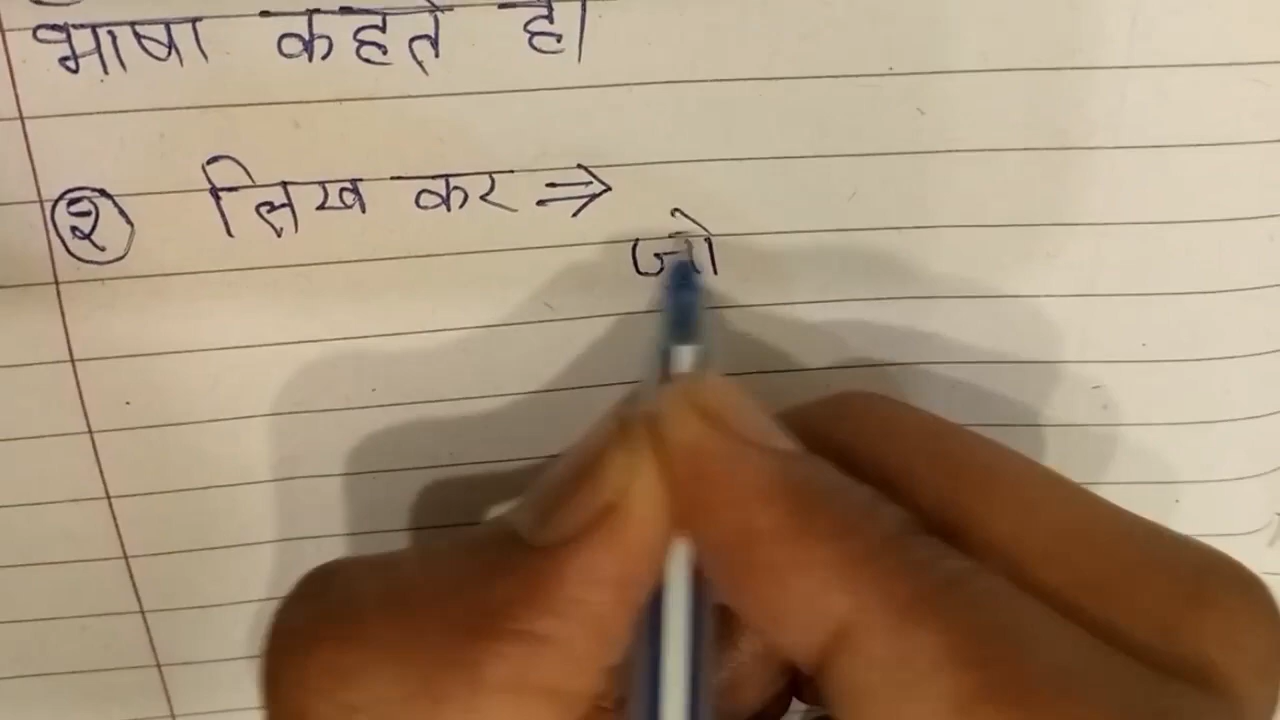 भाषा कहते है।
२ लिख कर ⇒
जो